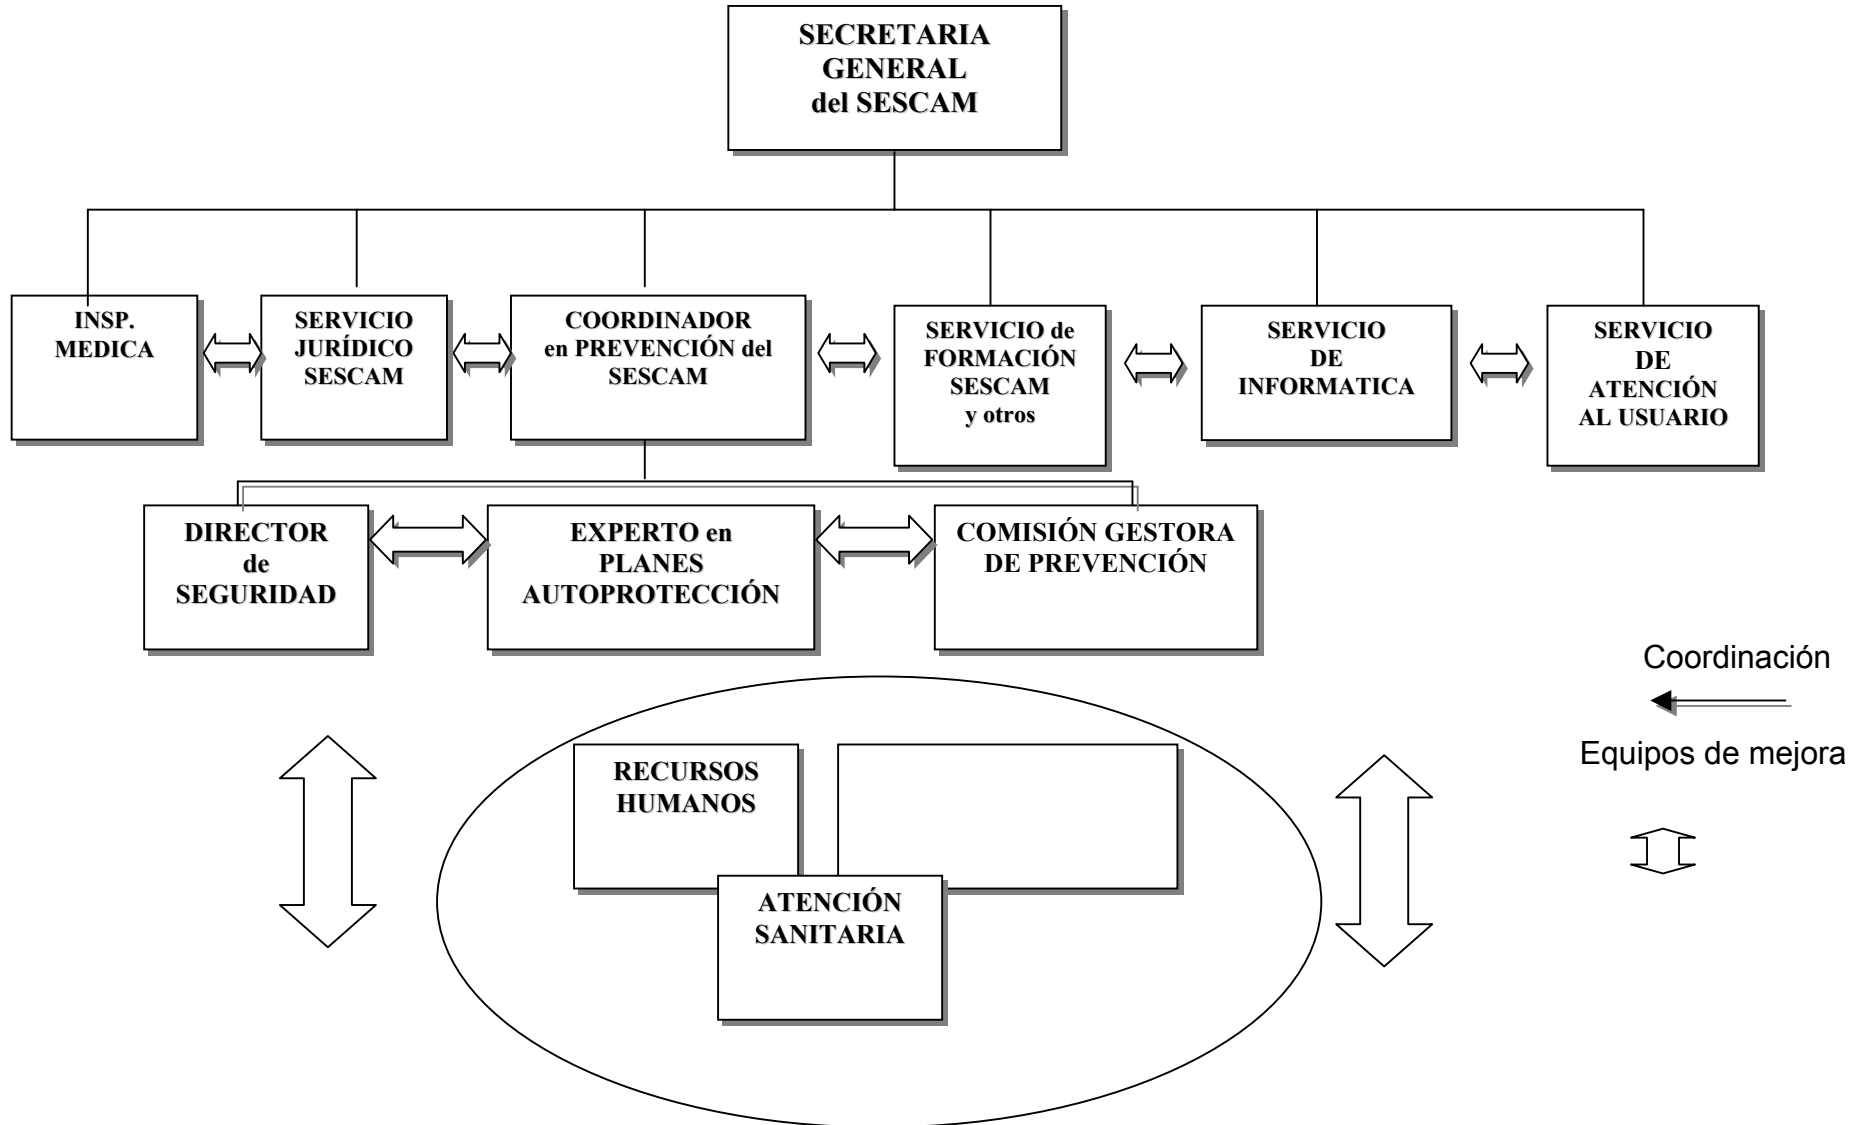 SECRETARIA
GENERAL
del SESCAM
INSP.
MEDICA
SERVICIO
JURÍDICO
SESCAM
COORDINADOR
en PREVENCIÓN del
SESCAM
SERVICIO de
FORMACIÓN
SESCAM
y otros
SERVICIO
DE
INFORMATICA
SERVICIO
DE
ATENCIÓN
AL USUARIO
DIRECTOR
de
SEGURIDAD
EXPERTO en
PLANES
AUTOPROTECCIÓN
COMISIÓN GESTORA
DE PREVENCIÓN
Coordinación
Equipos de mejora
RECURSOS
HUMANOS
ATENCIÓN
SANITARIA